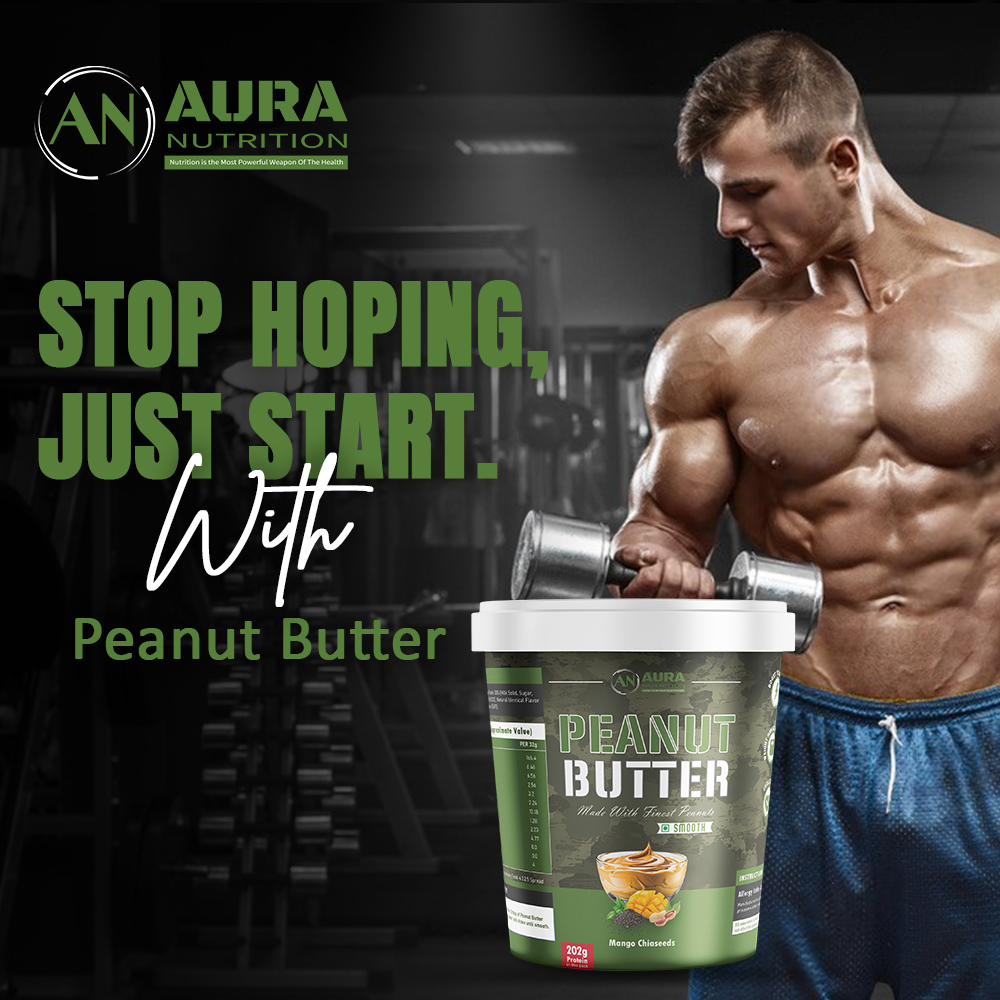 AN
AURA
NUTRITION
Nutrition is the Most Powerful Weapon Of The Health
STOP HOPING,
JUST START.
With
Peanut Butter
AN AURA
NUTRITION
PEANUT
BUTTER
Made With Finest Peanuts
SMOOTH
Mango Chiaseeds
202g
Protein
PER 32g